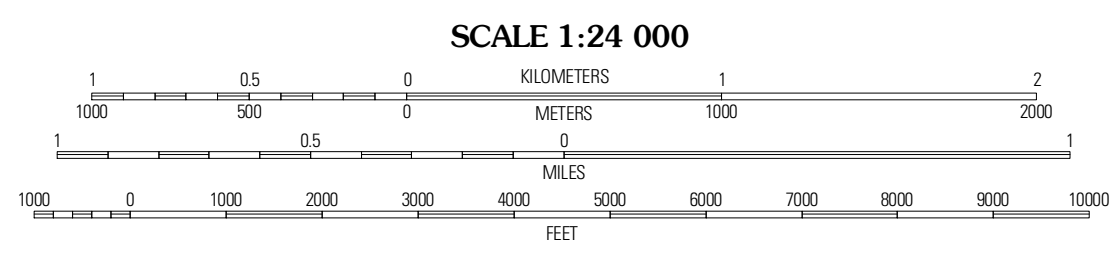 SCALE 1:24 000
1 0.5 0 KILOMETERS 1 2
1000 500 0 METERS 1000 2000
1 0.5 0 1
MILES
1000 0 1000 2000 3000 4000 5000 6000 7000 8000 9000 10000
FEET